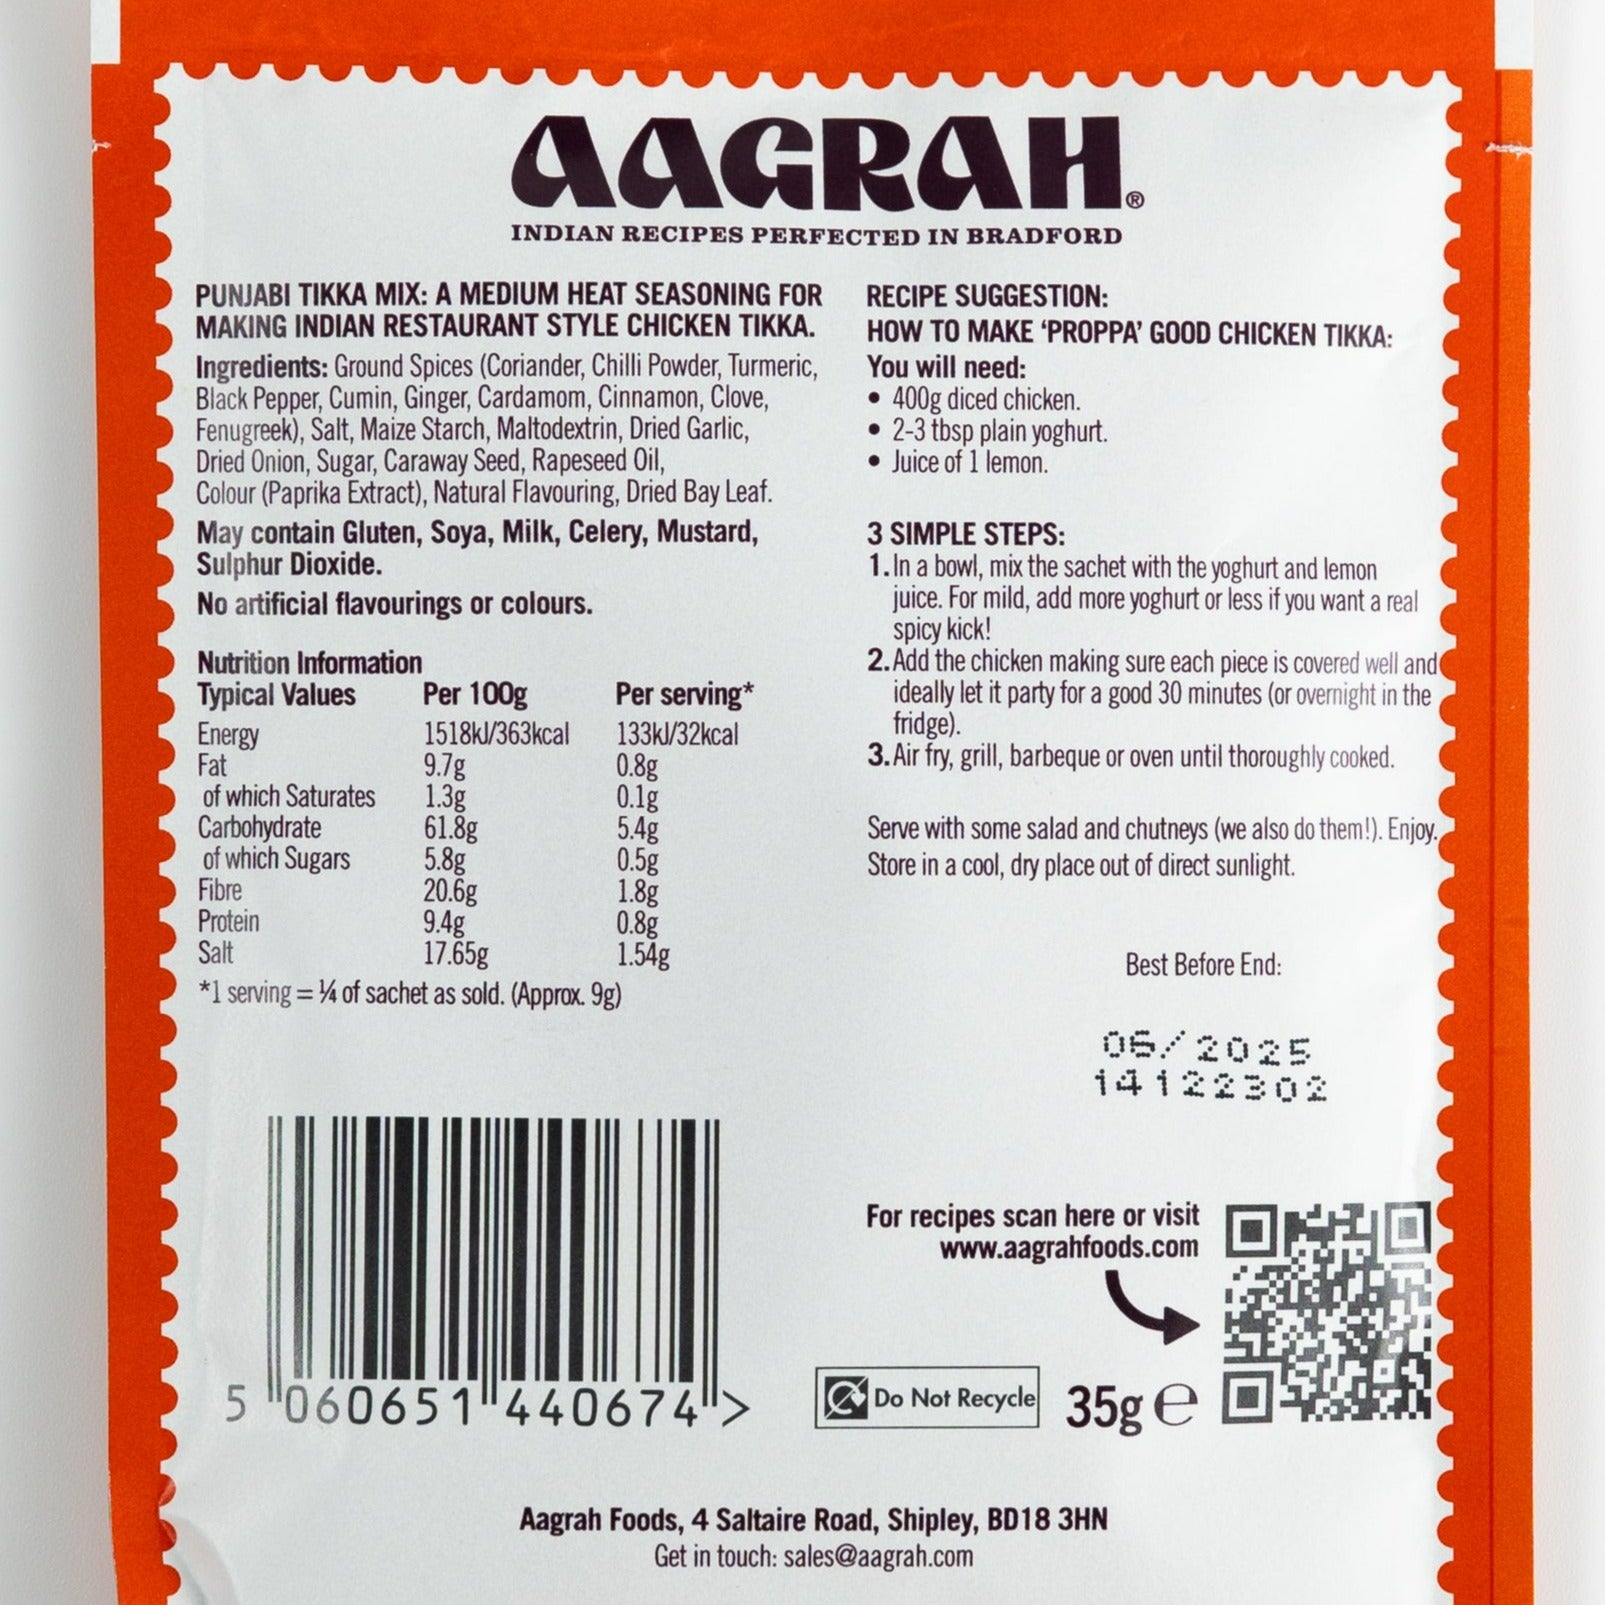 AAGRAH®
INDIAN RECIPES PERFECTED IN BRADFORD
PUNJABI TIKKA MIX: A MEDIUM HEAT SEASONING FOR
MAKING INDIAN RESTAURANT STYLE CHICKEN TIKKA.
Ingredients: Ground Spices (Coriander, Chilli Powder, Turmeric,
Black Pepper, Cumin, Ginger, Cardamom, Cinnamon, Clove,
Fenugreek), Salt, Maize Starch, Maltodextrin, Dried Garlic,
Dried Onion, Sugar, Caraway Seed, Rapeseed Oil,
Colour (Paprika Extract), Natural Flavouring, Dried Bay Leaf.
May contain Gluten, Soya, Milk, Celery, Mustard,
Sulphur Dioxide.
No artificial flavourings or colours.
Nutrition Information
Typical Values Per 100g Per serving*
Energy 1518kJ/363kcal 133kJ/32kcal
Fat 9.7g 0.8g
of which Saturates 1.3g 0.1g
Carbohydrate 61.8g 5.4g
of which Sugars 5.8g 0.5g
Fibre 20.6g 1.8g
Protein 9.4g 0.8g
Salt 17.65g 1.54g
*1 serving = ¼ of sachet as sold. (Approx. 9g)
5 060651 440674 >
RECIPE SUGGESTION:
HOW TO MAKE ‘PROPPA’ GOOD CHICKEN TIKKA:
You will need:
• 400g diced chicken.
• 2-3 tbsp plain yoghurt.
• Juice of 1 lemon.
3 SIMPLE STEPS:
1. In a bowl, mix the sachet with the yoghurt and lemon
juice. For mild, add more yoghurt or less if you want a real
spicy kick!
2. Add the chicken making sure each piece is covered well and
ideally let it party for a good 30 minutes (or overnight in the
fridge).
3. Air fry, grill, barbeque or oven until thoroughly cooked.
Serve with some salad and chutneys (we also do them!). Enjoy.
Store in a cool, dry place out of direct sunlight.
Best Before End:
06/2025
14122302
For recipes scan here or visit
www.aagrahfoods.com
Do Not Recycle
35g e
Aagrah Foods, 4 Saltaire Road, Shipley, BD18 3HN
Get in touch: sales@aagrah.com